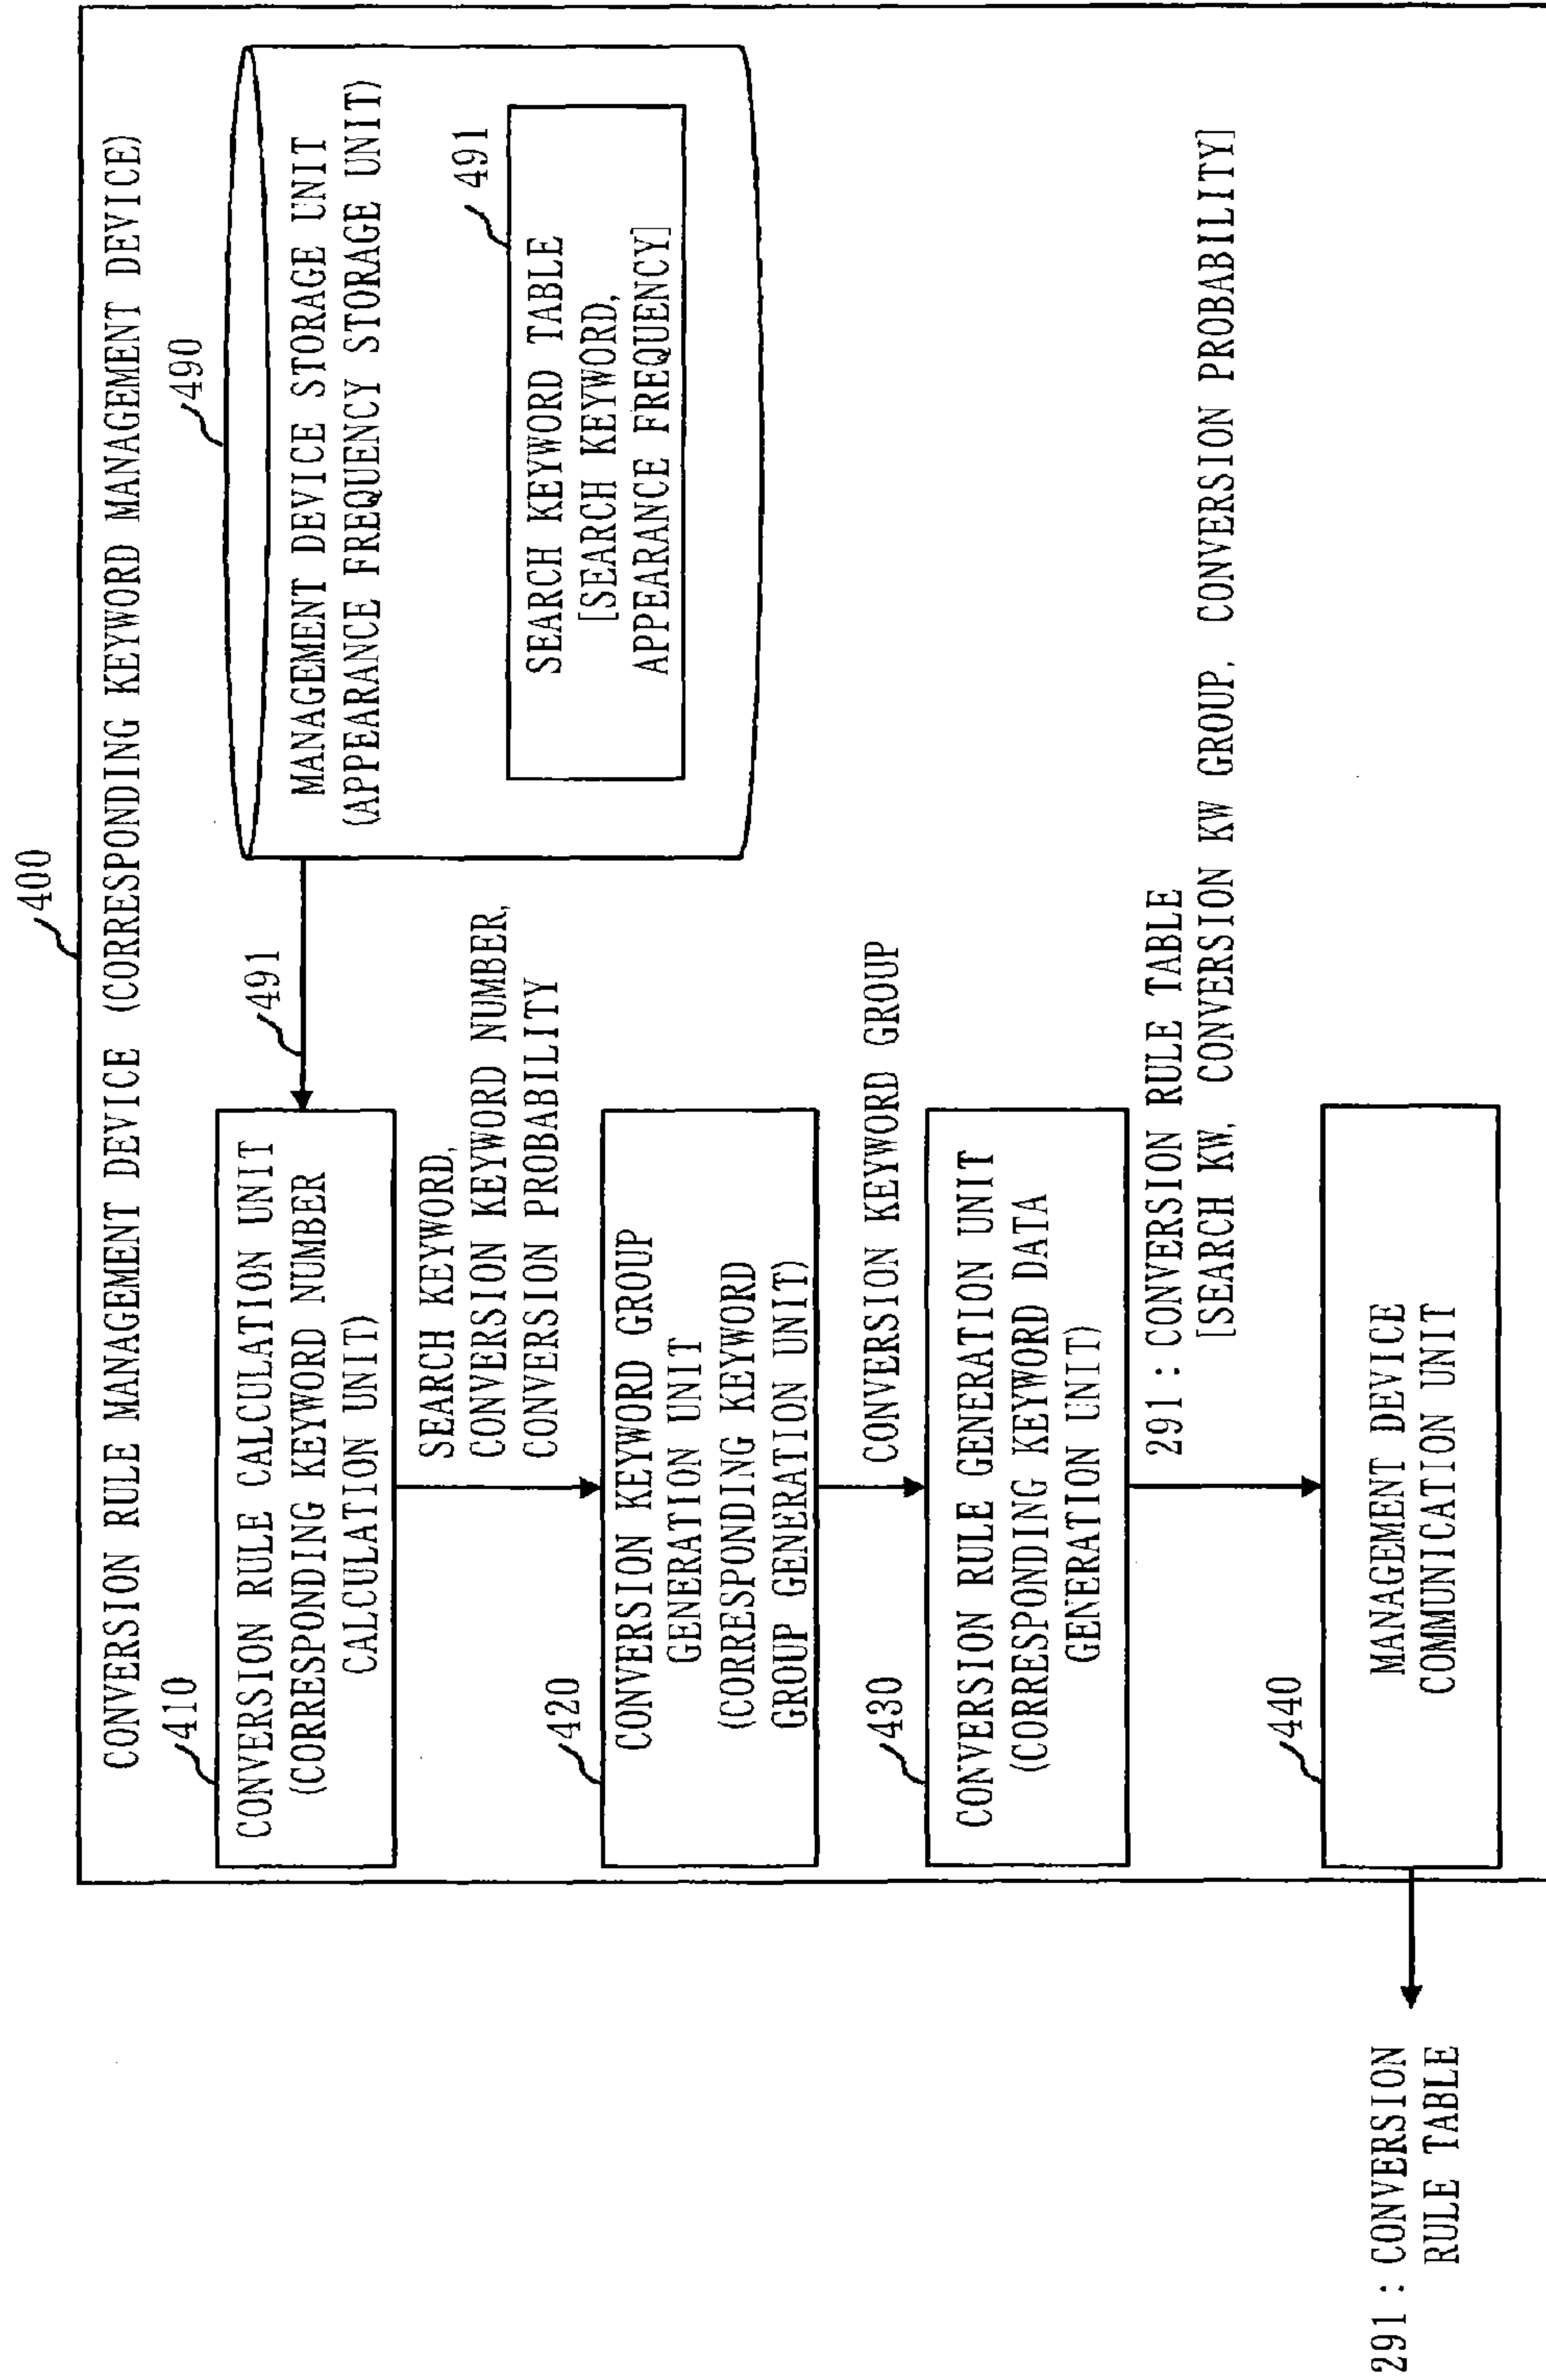 400
CONVERSION RULE MANAGEMENT DEVICE (CORRESPONDING KEYWORD MANAGEMENT DEVICE)
410
CONVERSION RULE CALCULATION UNIT
(CORRESPONDING KEYWORD NUMBER
CALCULATION UNIT)
491
490
MANAGEMENT DEVICE STORAGE UNIT
(APPEARANCE FREQUENCY STORAGE UNIT)
491
SEARCH KEYWORD TABLE
[SEARCH KEYWORD,
APPEARANCE FREQUENCY]
SEARCH KEYWORD,
CONVERSION KEYWORD NUMBER,
CONVERSION PROBABILITY
420
CONVERSION KEYWORD GROUP
GENERATION UNIT
(CORRESPONDING KEYWORD
GROUP GENERATION UNIT)
CONVERSION KEYWORD GROUP
430
CONVERSION RULE GENERATION UNIT
(CORRESPONDING KEYWORD DATA
GENERATION UNIT)
291 : CONVERSION RULE TABLE
[SEARCH KW, CONVERSION KW GROUP, CONVERSION PROBABILITY]
440
MANAGEMENT DEVICE
COMMUNICATION UNIT
291 : CONVERSION
RULE TABLE